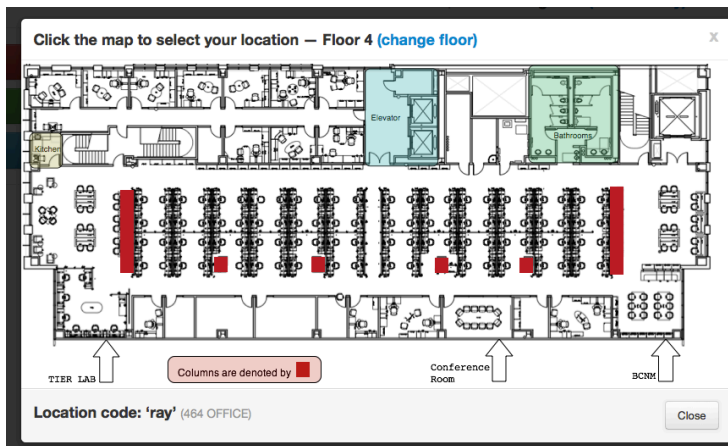 Click the map to select your location — Floor 4 (change floor)
x
Elevator
Bathrooms
Kitchen
TIER LAB
Columns are denoted by
Conference
Room
BCNM
Location code: ‘ray’ (464 OFFICE)
Close